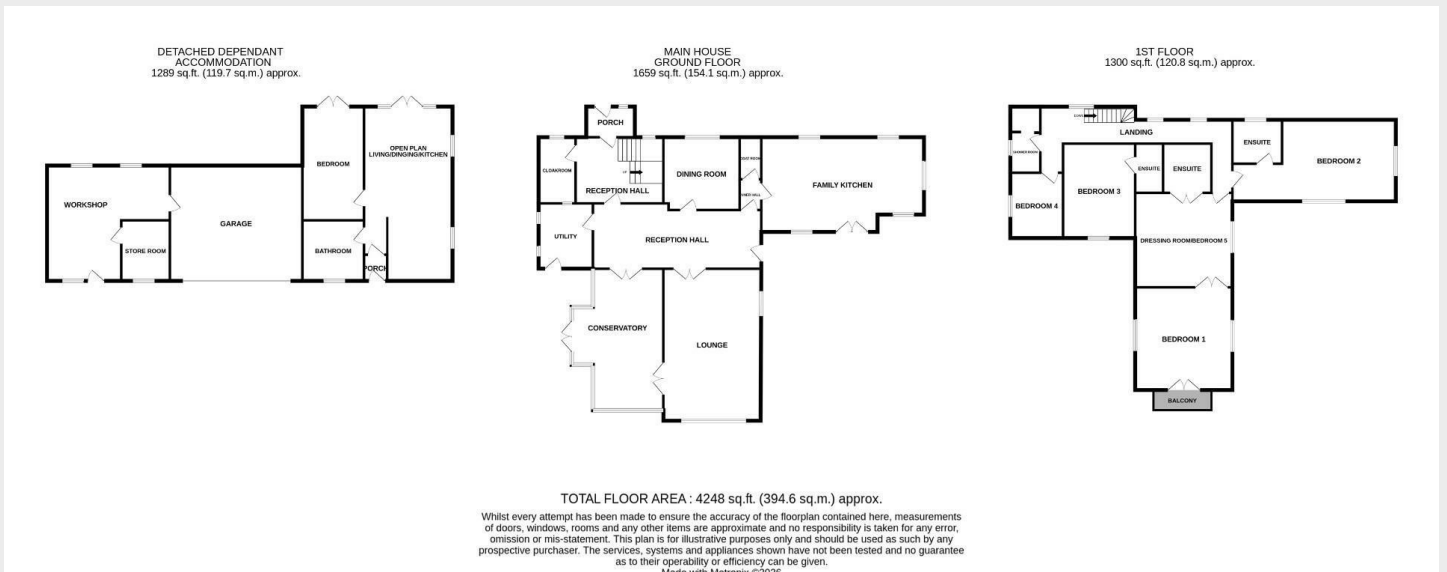 DETACHED DEPENDANT
ACCOMMODATION
1289 sq.ft. (119.7 sq.m.) approx.
BEDROOM
OPEN PLAN
LIVING/DINGING/KITCHEN
WORKSHOP
GARAGE
STORE ROOM
BATHROOM
PORCH
MAIN HOUSE
GROUND FLOOR
1659 sq.ft. (154.1 sq.m.) approx.
PORCH
CLOAKROOM
UP
RECEPTION HALL
DINING ROOM
FAMILY KITCHEN
UTILITY
RECEPTION HALL
CONSERVATORY
LOUNGE
1ST FLOOR
1300 sq.ft. (120.8 sq.m.) approx.
LANDING
ENSUITE
BEDROOM 2
ENSUITE
ENSUITE
BEDROOM 3
BEDROOM 4
DRESSING ROOM/BEDROOM 5
BEDROOM 1
BALCONY
TOTAL FLOOR AREA : 4248 sq.ft. (394.6 sq.m.) approx.
Whilst every attempt has been made to ensure the accuracy of the floorplan contained here, measurements
of doors, windows, rooms and any other items are approximate and no responsibility is taken for any error,
omission or mis-statement. This plan is for illustrative purposes only and should be used as such by any
prospective purchaser. The services, systems and appliances shown have not been tested and no guarantee
as to their operability or efficiency can be given.
Made with Metropix